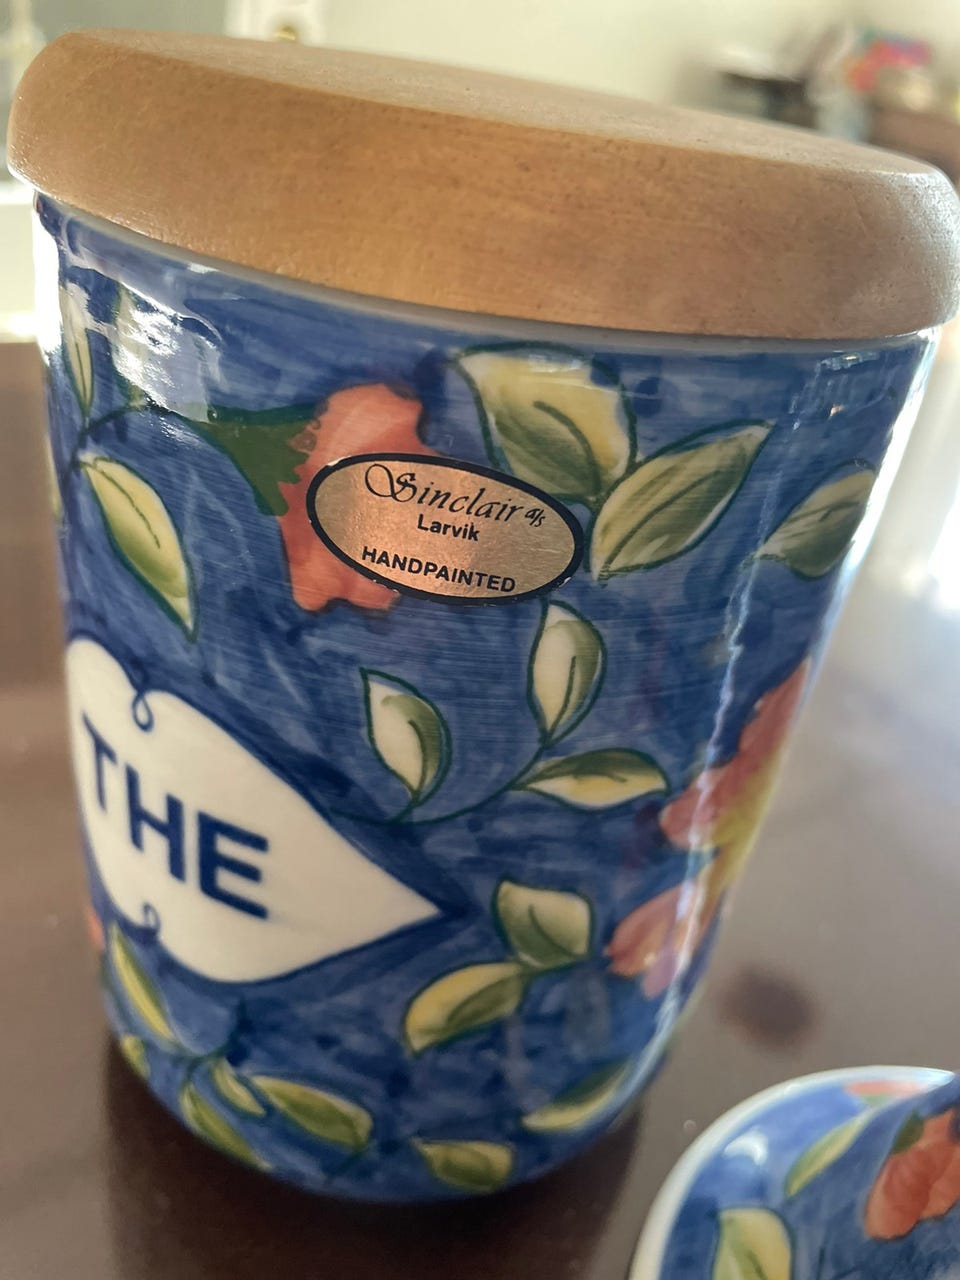 Sinclair a/s
Larvik
HANDPAINTED
THE